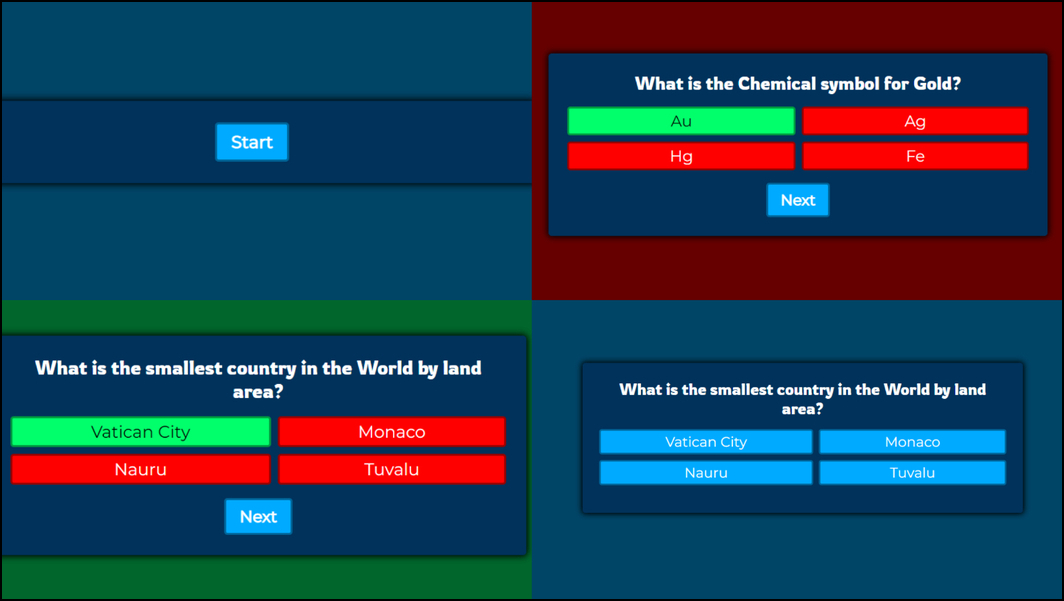 Start
What is the Chemical symbol for Gold?
Au Ag
Hg Fe
Next
What is the smallest country in the World by land
area?
Vatican City Monaco
Nauru Tuvalu
Next
What is the smallest country in the World by land
area?
Vatican City Monaco
Nauru Tuvalu